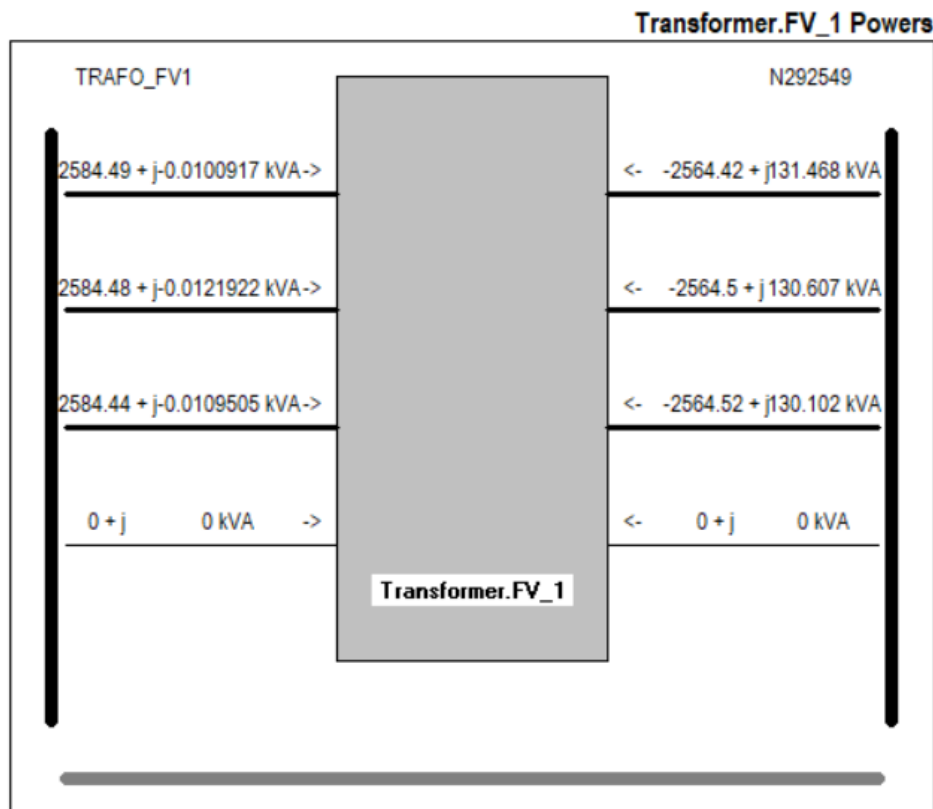 Transformer.FV_1 Powers
TRAFO_FV1 N292549
2584.49 + j-0.0100917 kVA-> <- -2564.42 + j131.468 kVA
2584.48 + j-0.0121922 kVA-> <- -2564.5 + j 130.607 kVA
2584.44 + j-0.0109505 kVA-> <- -2564.52 + j130.102 kVA
0 + j 0 kVA -> <- 0 + j 0 kVA
Transformer.FV_1